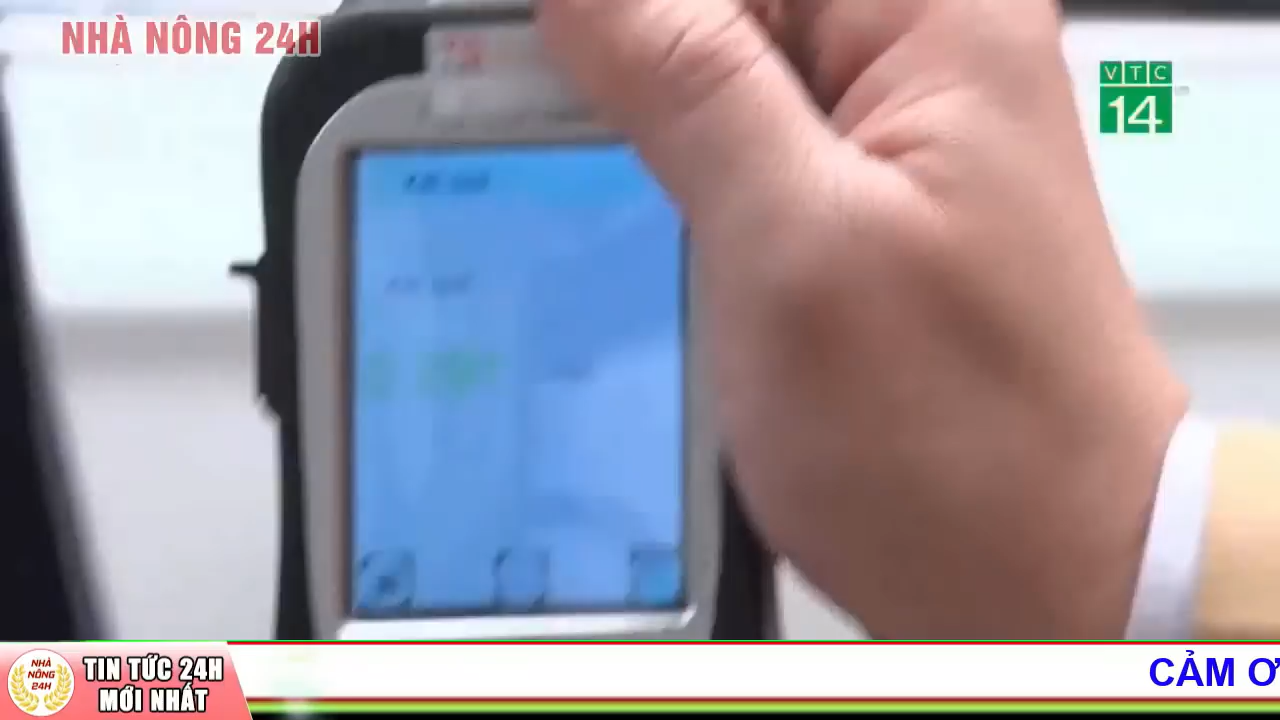 NHÀ NÔNG 24H
VTC
14
NHÀ
NÔNG
24H
TIN TỨC 24H
MỚI NHẤT
CẢM Ơ